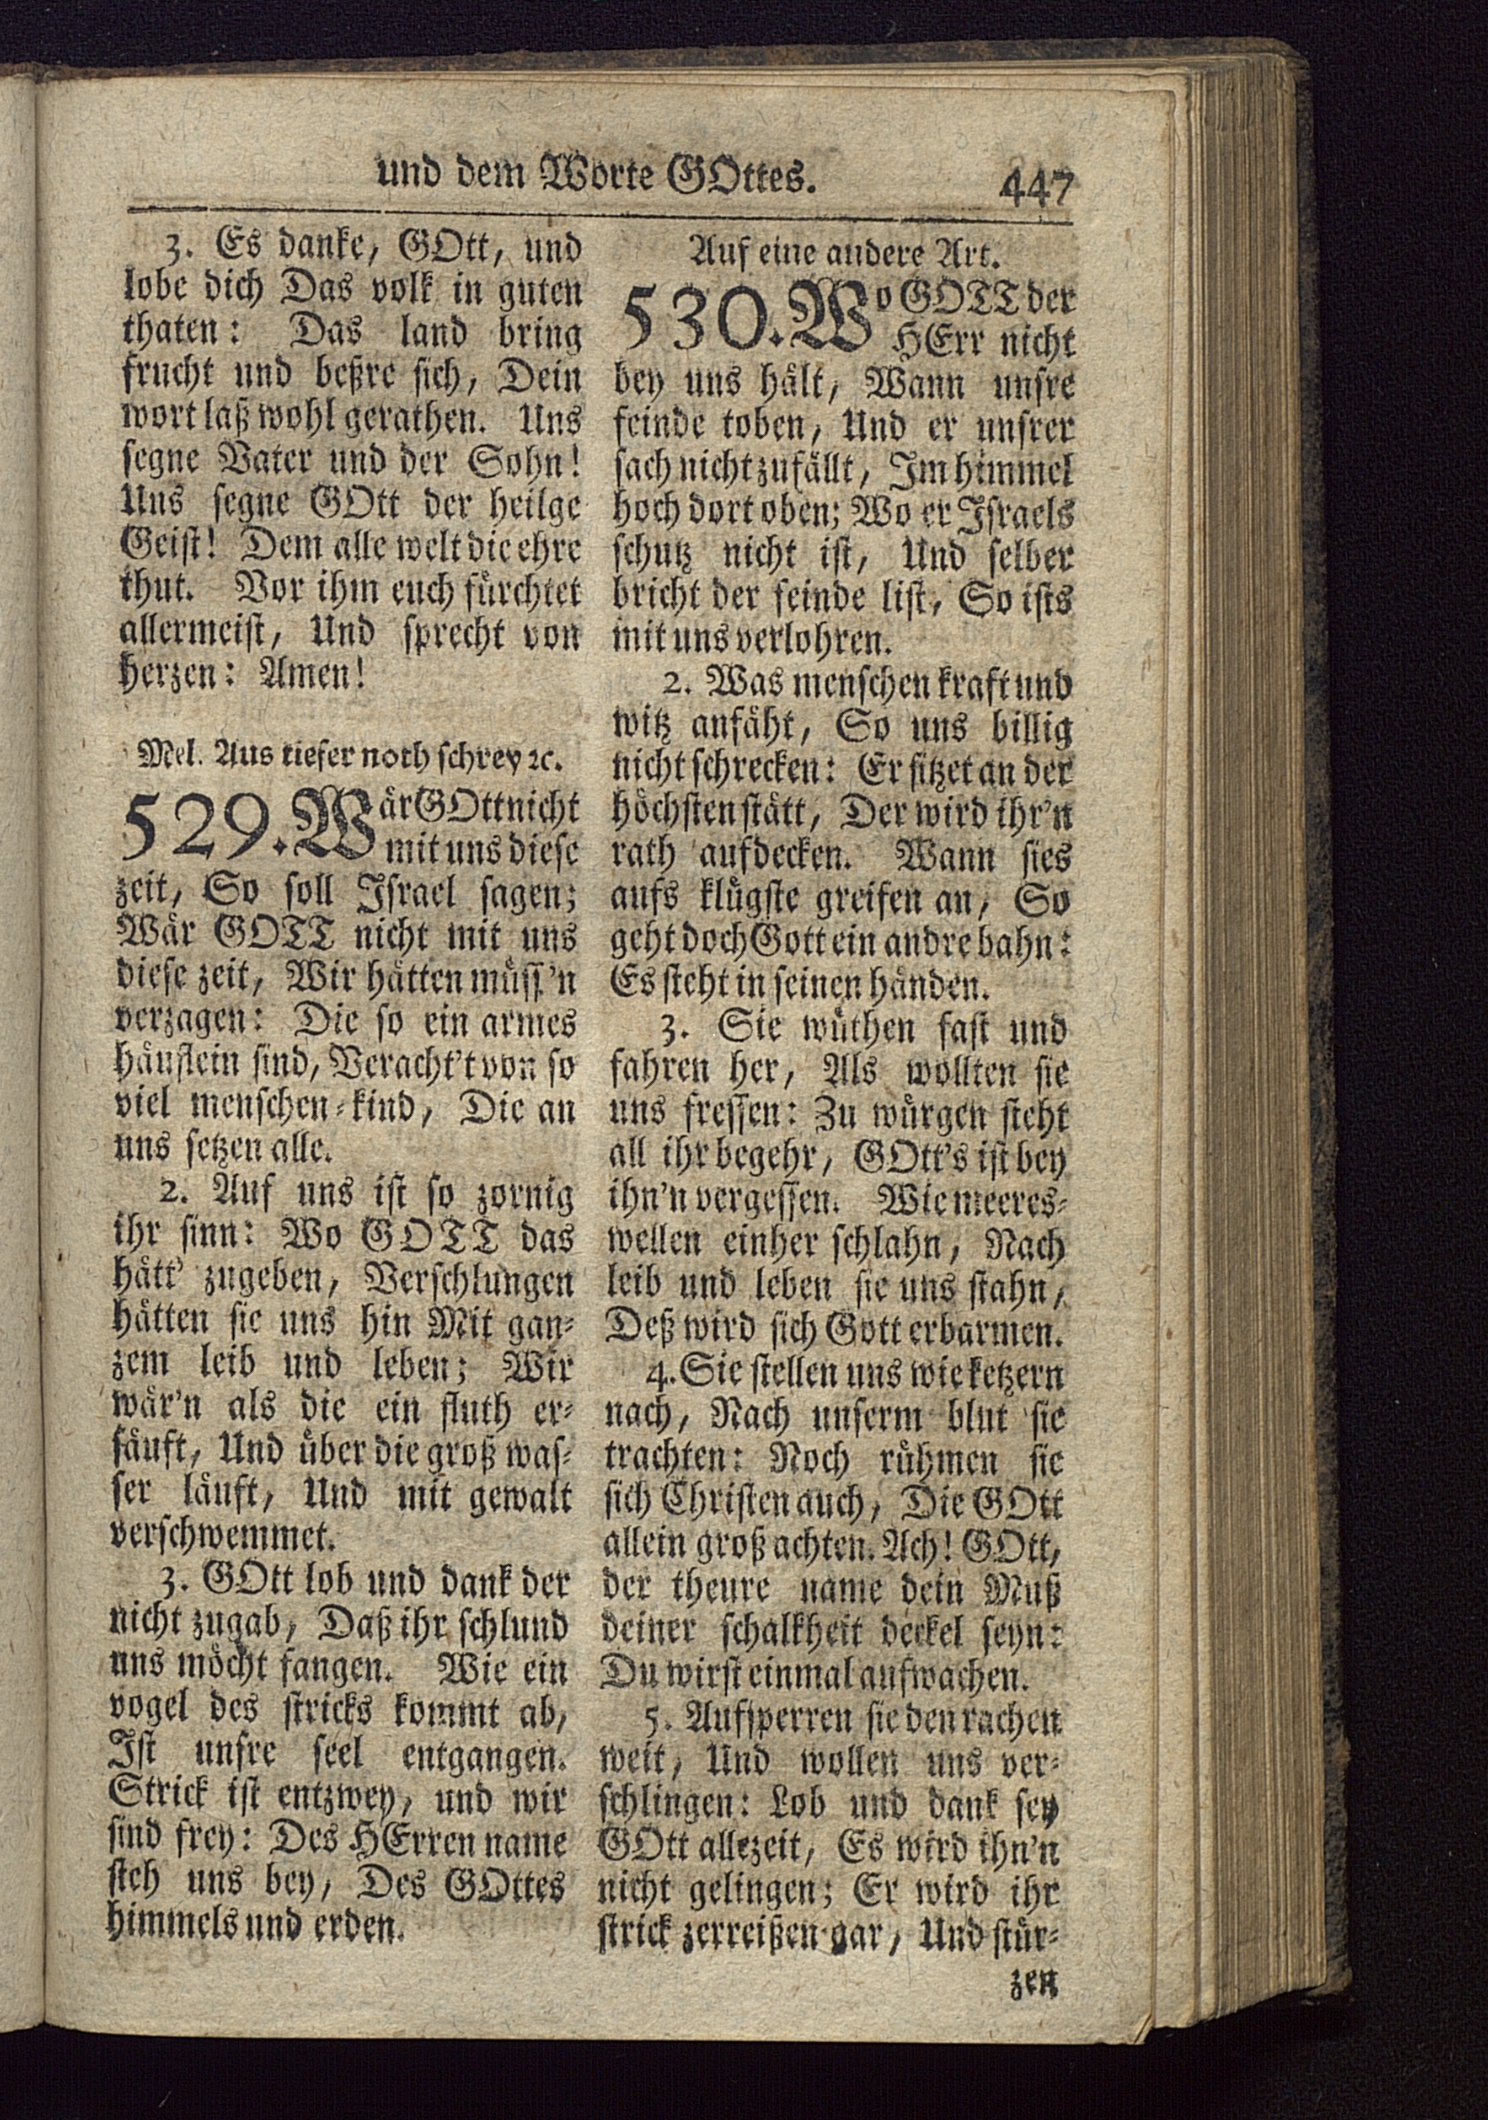 und dem Worte GOttes. 447
3. Es danke, GOtt, und
lobe dich Das volk in guten
thaten: Das land bring
frucht und beßre sich, Dein
wort laß wohl gerathen. Uns
segne Vater und der Sohn!
Uns segne GOtt der heilge
Geist! Dem alle welt die ehre
thut. Vor ihm euch fürchtet
allermeist, Und sprecht von
herzen: Amen!
Mel. Aus tiefer noth schrey ꝛc.
529. Wär GOtt nicht
mit uns diese
zeit, So soll Israel sagen;
Wär GOTT nicht mit uns
diese zeit, Wir hätten müss'n
verzagen: Die so ein armes
häuflein sind, Veracht't von so
viel menschen-kind, Die an
uns setzen alle.
2. Auf uns ist so zornig
ihr sinn: Wo GOTT das
hätt' zugeben, Verschlungen
hätten sie uns hin Mit gan-
zem leib und leben; Wir
wär'n als die ein fluth er-
säuft, Und über die groß was-
ser läuft, Und mit gewalt
verschwemmet.
3. GOtt lob und dank der
nicht zugab, Daß ihr schlund
uns möcht fangen. Wie ein
vogel des stricks kommt ab,
Ist unsre seel entgangen.
Strick ist entzwey, und wir
sind frey: Des HErren name
steh uns bey, Des GOttes
himmels und erden.
Auf eine andere Art.
530. Wo GOTT der
HErr nicht
bey uns hält, Wann unsre
feinde toben, Und er unsrer
sach nicht zufällt, Im himmel
hoch dort oben; Wo er Israels
schutz nicht ist, Und selber
bricht der feinde list, So ists
mit uns verlohren.
2. Was menschen kraft und
witz anfäht, So uns billig
nicht schrecken: Er sitzet an der
höchsten stätt, Der wird ihr'n
rath aufdecken. Wann sies
aufs klügste greifen an, So
geht doch Gott ein andre bahn:
Es steht in seinen händen.
3. Sie wüthen fast und
fahren her, Als wollten sie
uns fressen: Zu würgen steht
all ihr begehr, GOtt's ist bey
ihn'n vergessen. Wie meeres-
wellen einher schlahn, Nach
leib und leben sie uns stahn,
Deß wird sich Gott erbarmen.
4. Sie stellen uns wie ketzern
nach, Nach unserm blut sie
trachten: Noch rühmen sie
sich Christen auch, Die GOtt
allein groß achten. Ach! GOtt,
der theure name dein Muß
deiner schalkheit deckel seyn:
Du wirst einmal aufwachen.
5. Aufsperren sie den rachen
weit, Und wollen uns ver-
schlingen: Lob und dank sey
GOtt allezeit, Es wird ihn'n
nicht gelingen; Er wird ihr
strick zerreißen gar, Und stür-
zen